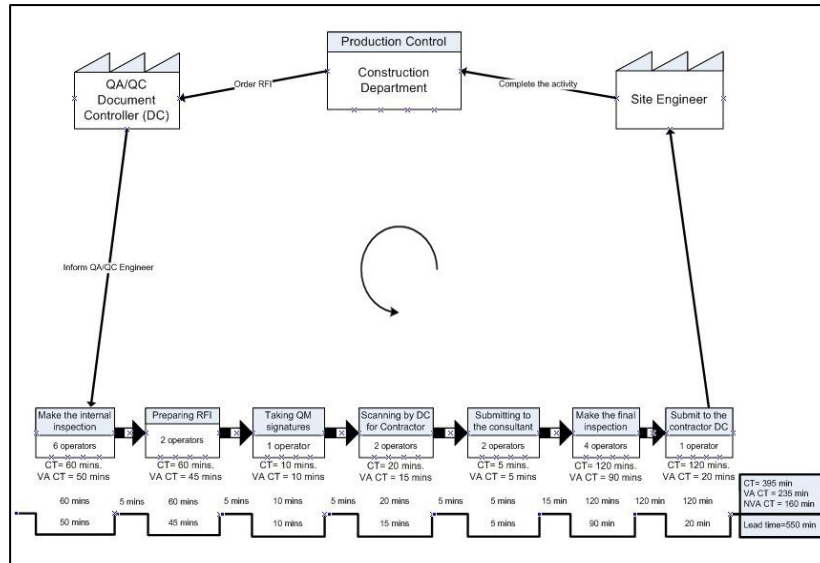 Production Control
Construction
Department
QA/QC
Document
Controller (DC)
Order RFI
Complete the activity
Site Engineer
Inform QA/QC Engineer
Make the internal
inspection
6 operators
CT= 60 mins.
VA CT = 50 mins
Preparing RFI
2 operators
CT= 60 mins.
VA CT = 45 mins
Taking QM
signatures
1 operator
CT= 10 mins.
VA CT = 10 mins
Scanning by DC
for Contractor
2 operators
CT= 20 mins.
VA CT = 15 mins
Submitting to
the consultant
2 operators
CT= 5 mins.
VA CT = 5 mins
Make the final
inspection
4 operators
CT= 120 mins.
VA CT = 90 mins
Submit to the
contractor DC
1 operator
CT= 120 mins.
VA CT = 20 mins
60 mins 5 mins 60 mins 5 mins 10 mins 5 mins 20 mins 5 mins 5 mins 15 min 120 mins 120 min 120 min
50 mins 45 mins 10 mins 15 mins 5 mins 90 min 20 min
CT= 395 min
VA CT = 235 min
NVA CT = 160 min
Lead time=550 min